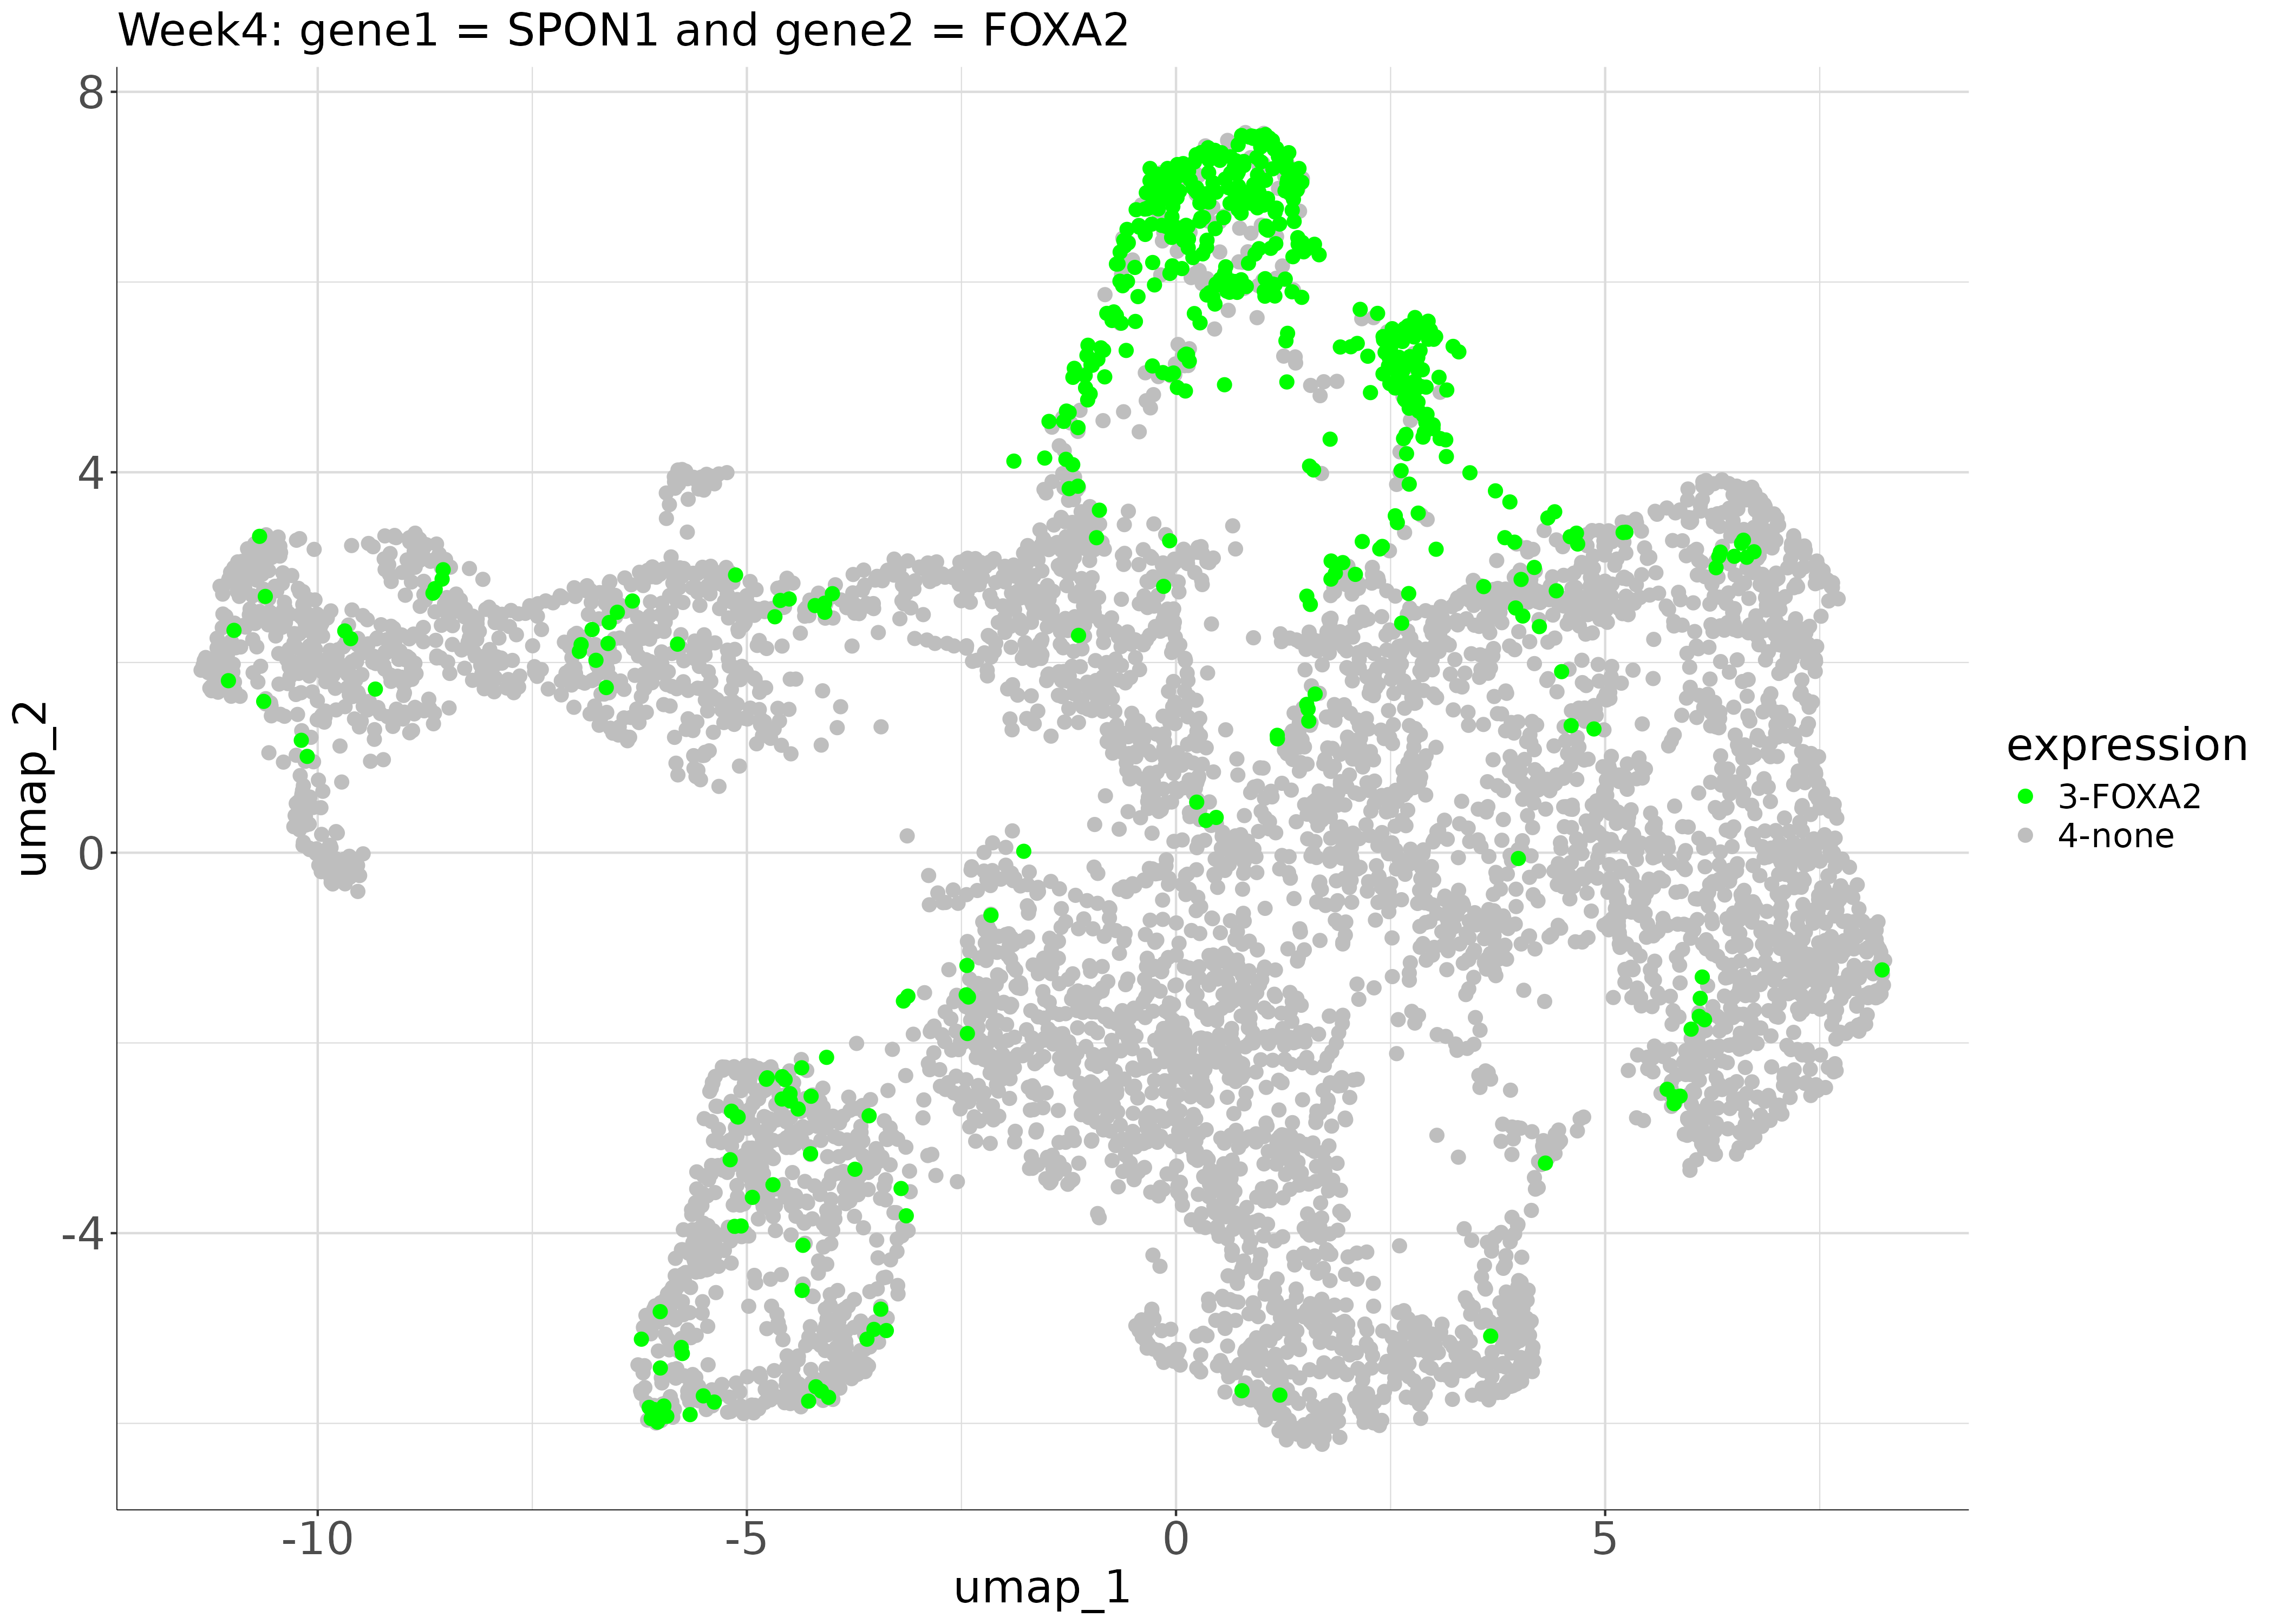 Week4: gene1 = SPON1 and gene2 = FOXA2
8
4
0
-4
umap_2
-10
-5
0
5
umap_1
expression
3-FOXA2
4-none